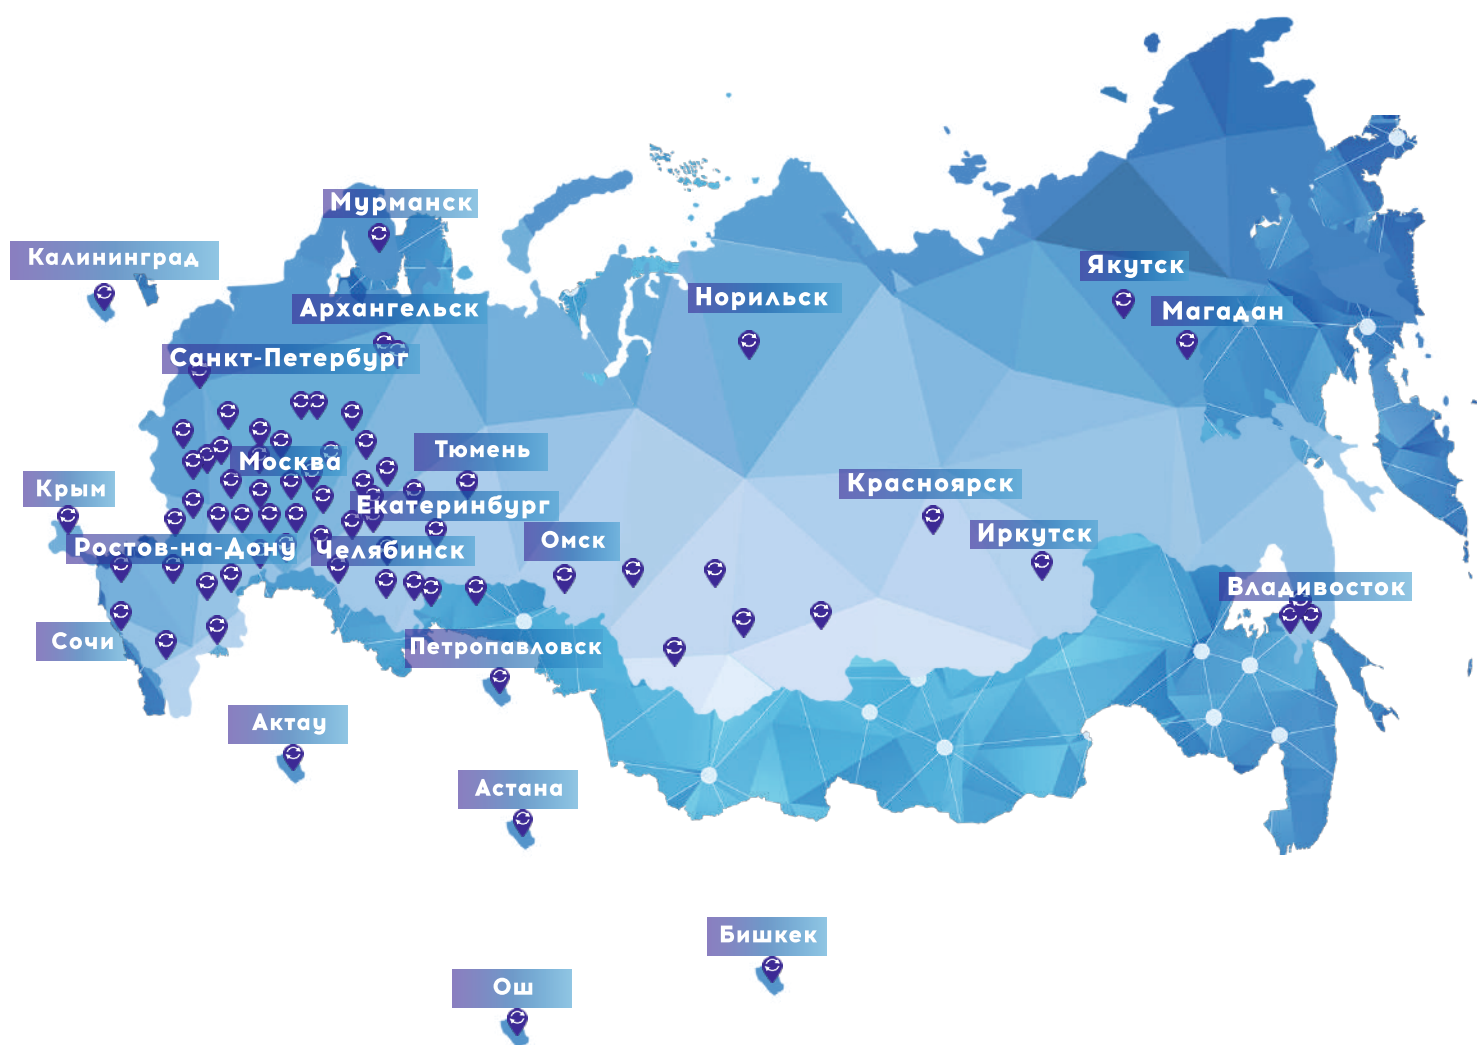 Мурманск
Калининград
Якутск
Норильск
Архангельск
Магадан
Санкт-Петербург
Тюмень
Москва
Красноярск
Крым
Екатеринбург
Иркутск
Омск
Ростов-на-Дону
Челябинск
Владивосток
Сочи
Петропавловск
Актау
Астана
Бишкек
Ош